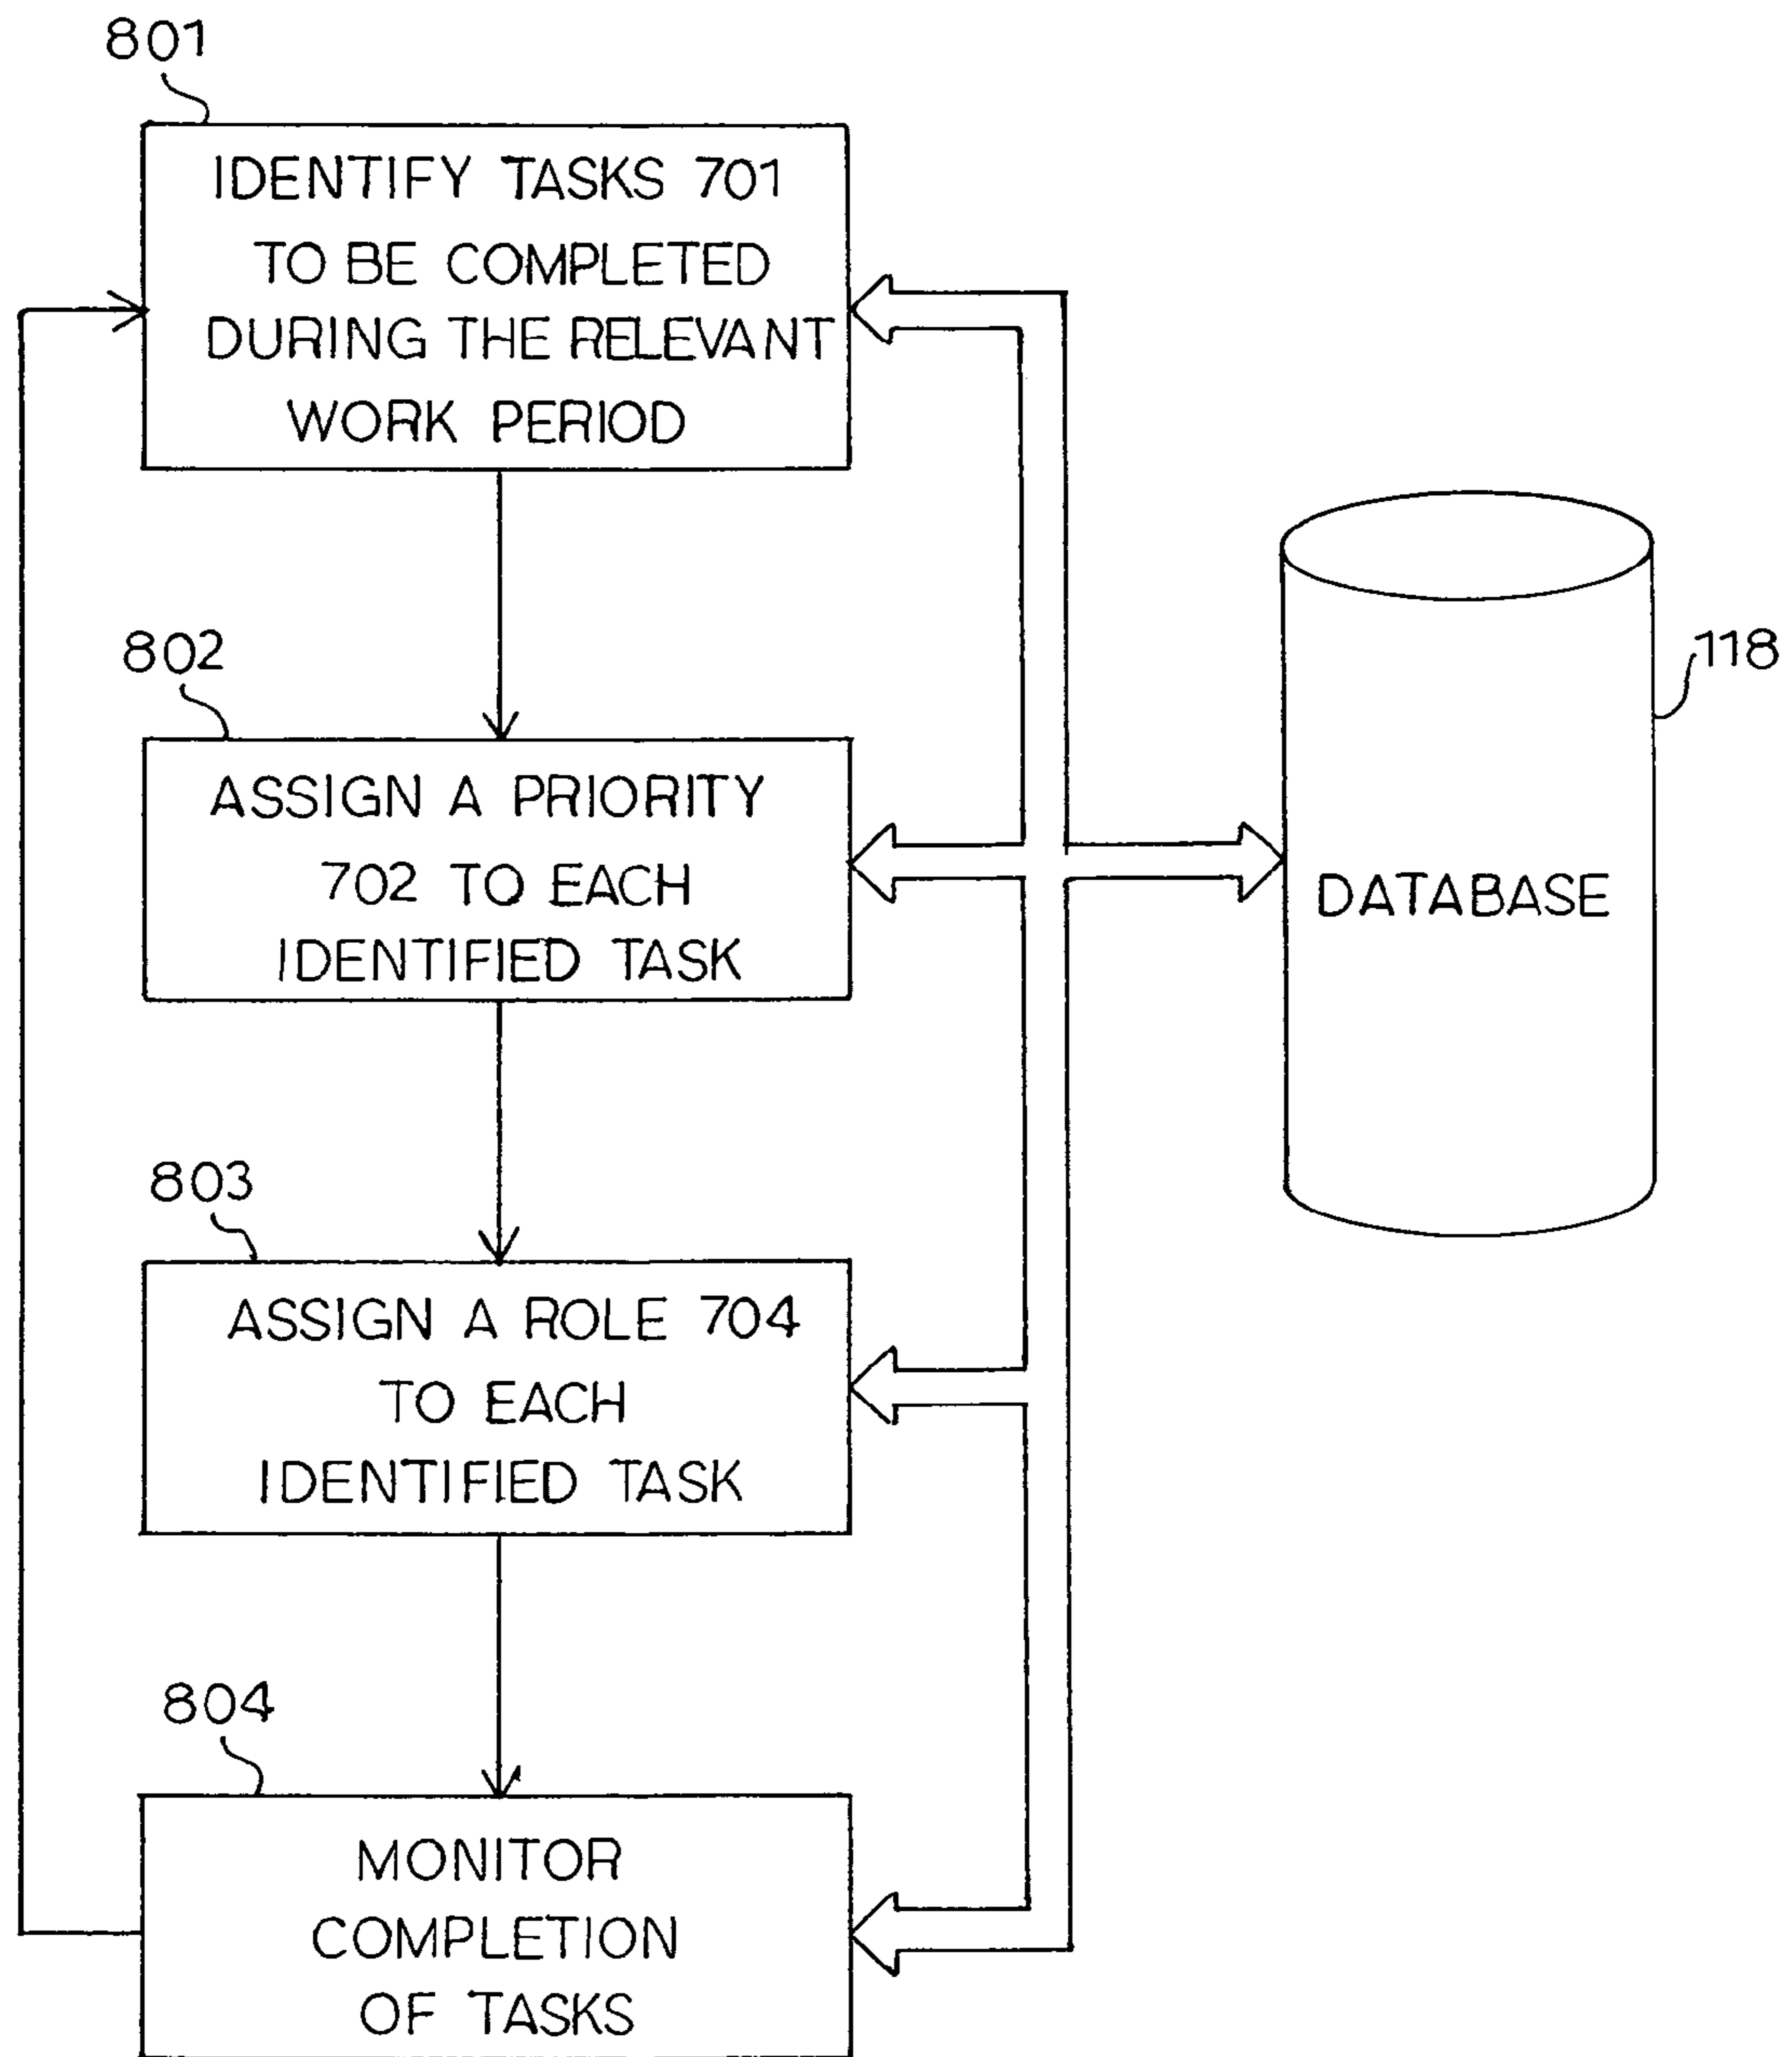 801
IDENTIFY TASKS 701
TO BE COMPLETED
DURING THE RELEVANT
WORK PERIOD
802
ASSIGN A PRIORITY
702 TO EACH
IDENTIFIED TASK
118
DATABASE
803
ASSIGN A ROLE 704
TO EACH
IDENTIFIED TASK
804
MONITOR
COMPLETION
OF TASKS